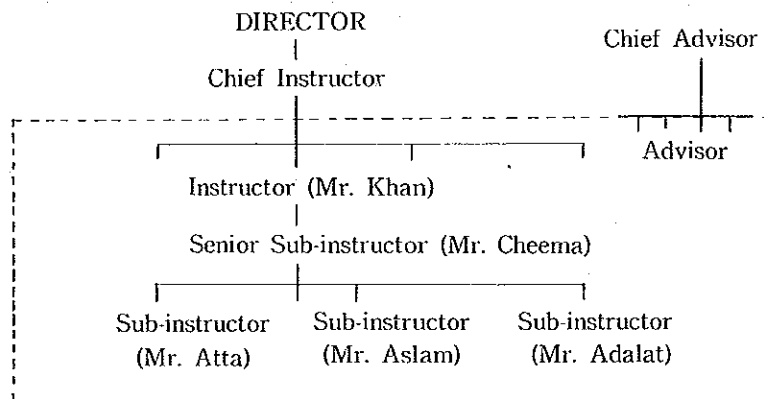 DIRECTOR
Chief Advisor
Chief Instructor
Advisor
Instructor (Mr. Khan)
Senior Sub-instructor (Mr. Cheema)
Sub-instructor Sub-instructor Sub-instructor
(Mr. Atta) (Mr. Aslam) (Mr. Adalat)